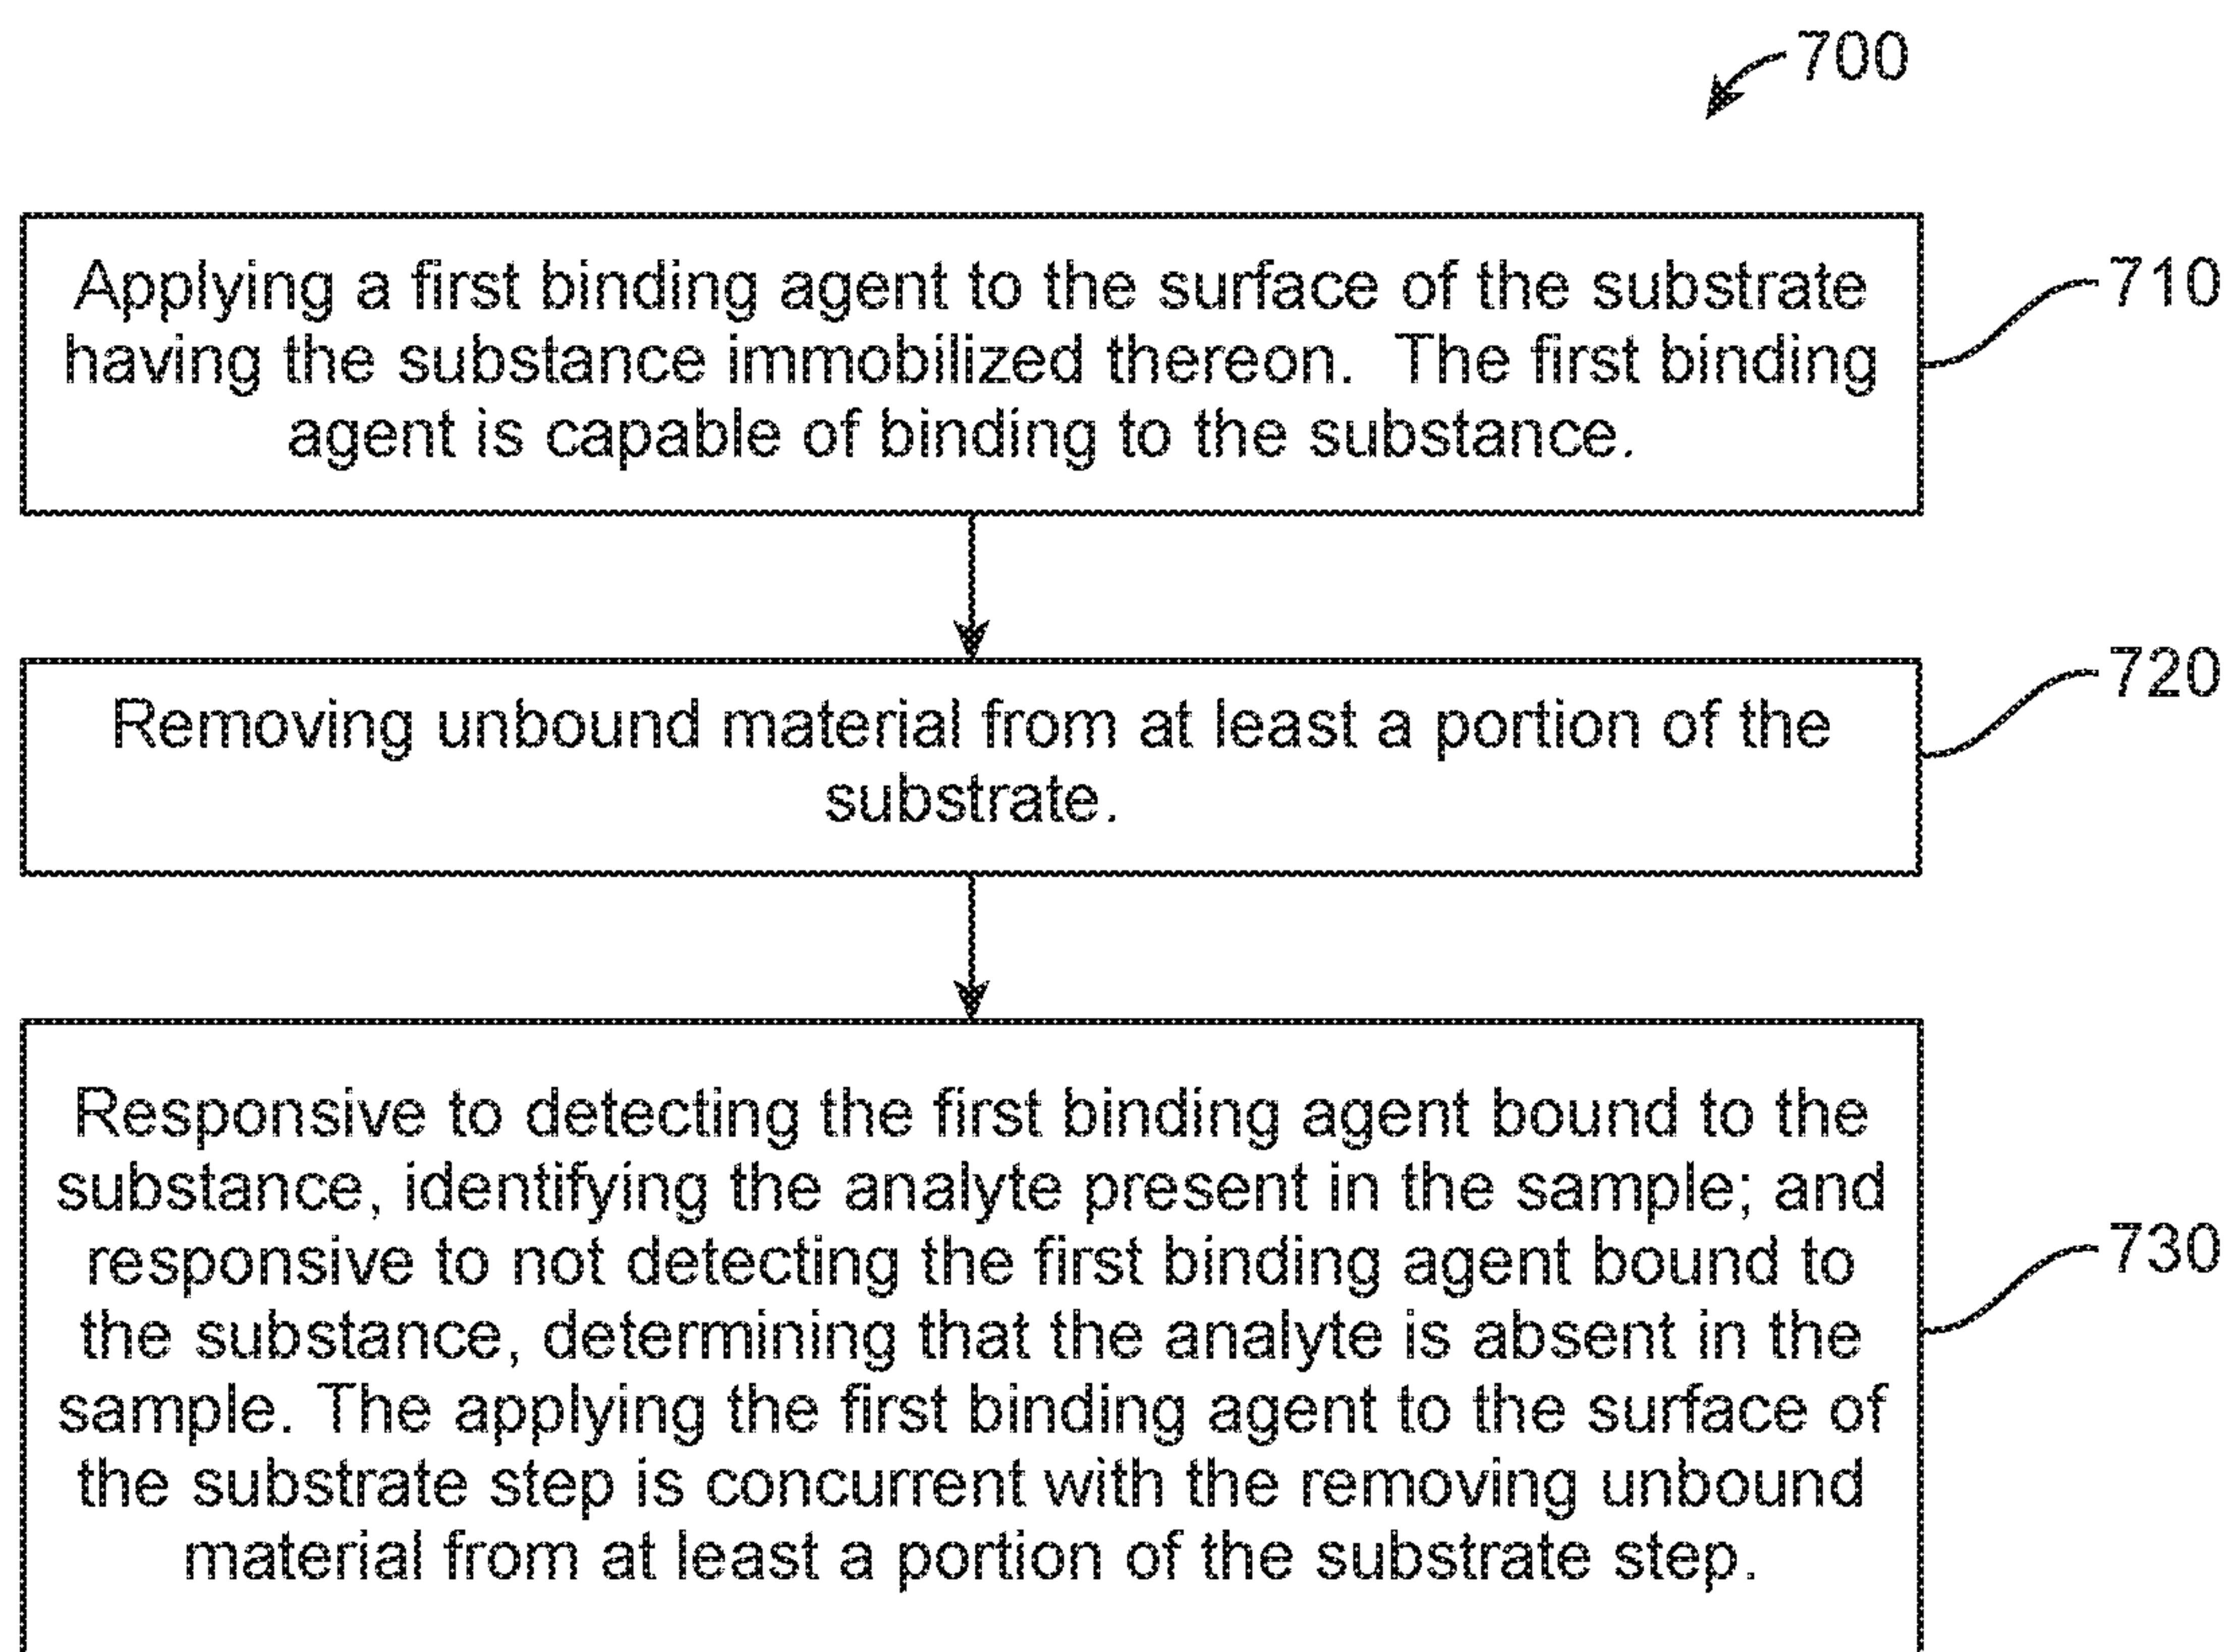 700
Applying a first binding agent to the surface of the substrate
having the substance immobilized thereon.  The first binding
agent is capable of binding to the substance.
710
Removing unbound material from at least a portion of the
substrate.
720
Responsive to detecting the first binding agent bound to the
substance, identifying the analyte present in the sample; and
responsive to not detecting the first binding agent bound to
the substance, determining that the analyte is absent in the
sample. The applying the first binding agent to the surface of
the substrate step is concurrent with the removing unbound
material from at least a portion of the substrate step.
730